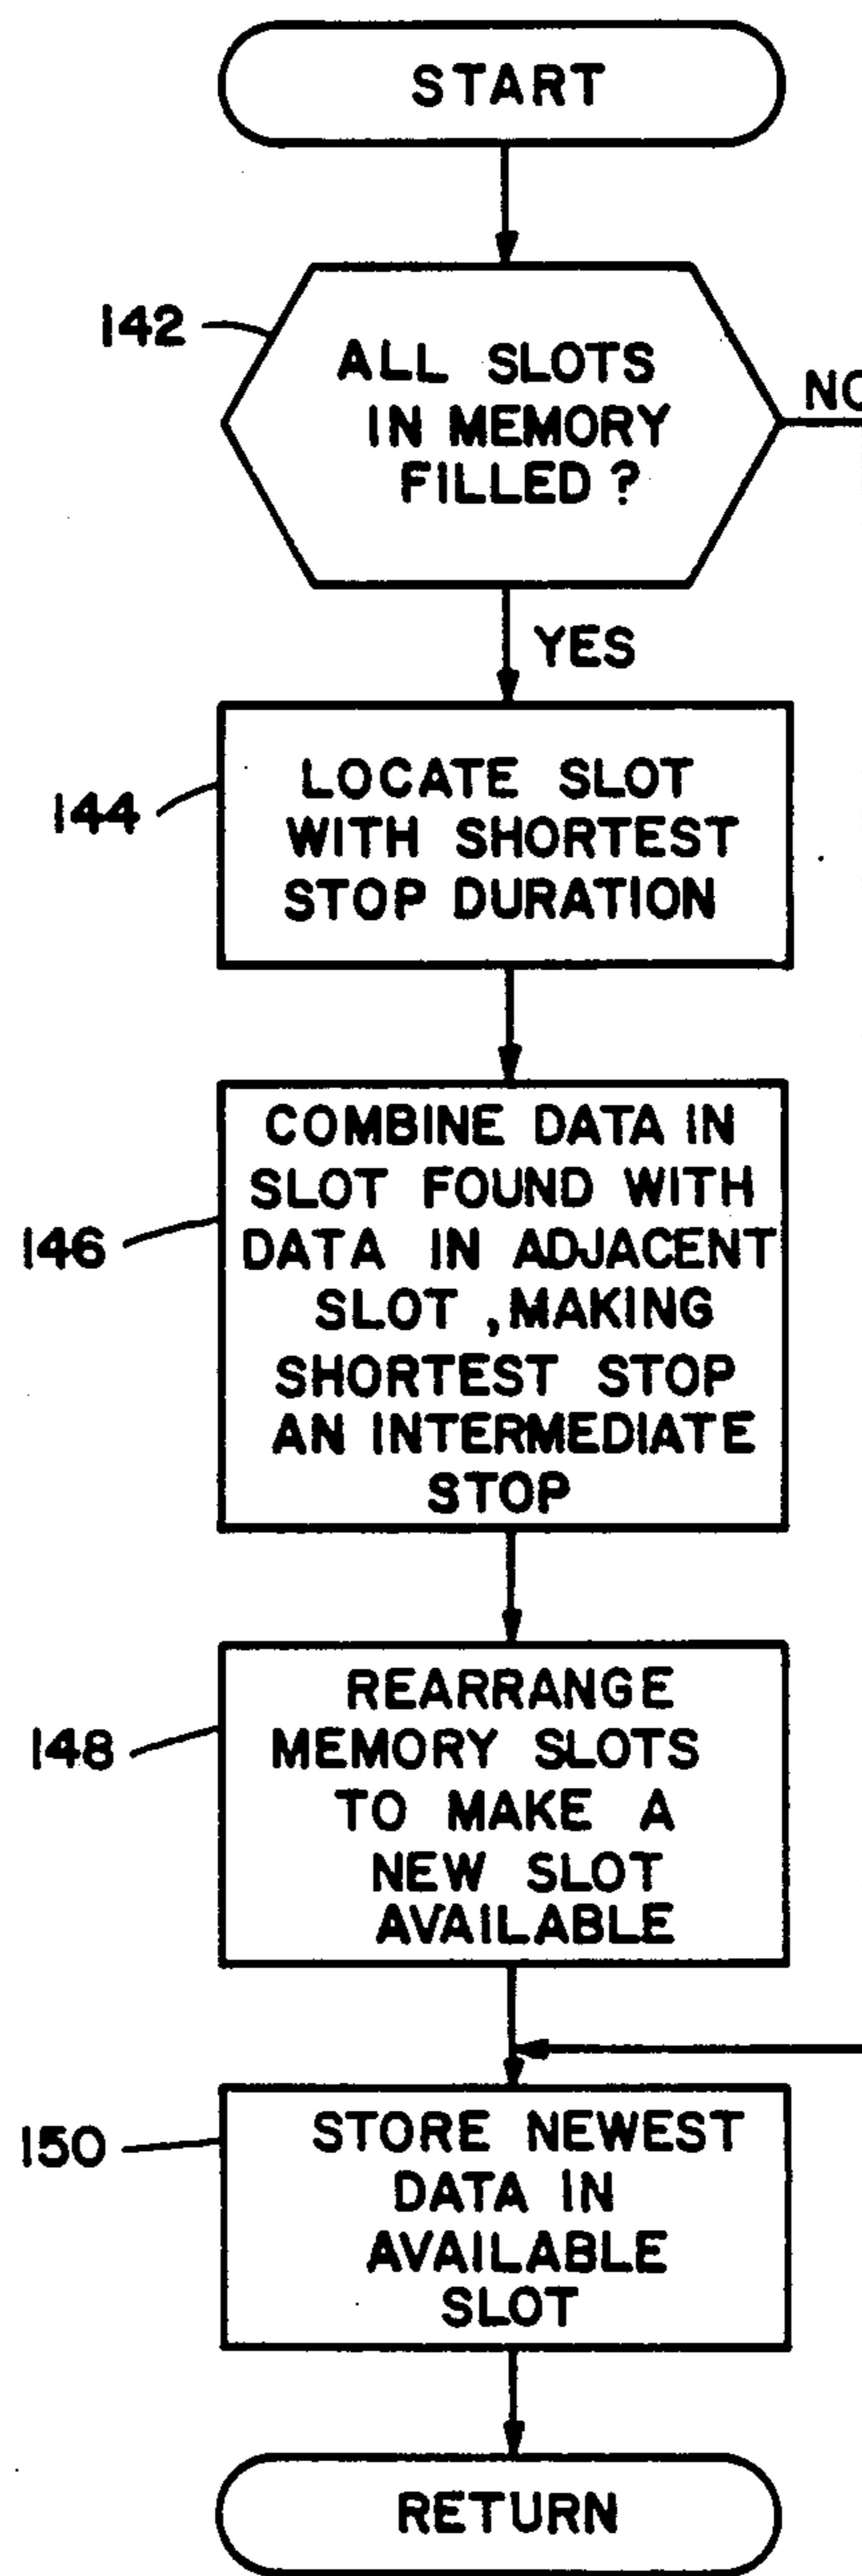 START
142
ALL SLOTS
IN MEMORY
FILLED ?
NO
YES
144
LOCATE SLOT
WITH SHORTEST
STOP DURATION
146
COMBINE DATA IN
SLOT FOUND WITH
DATA IN ADJACENT
SLOT , MAKING
SHORTEST STOP
AN INTERMEDIATE
STOP
148
REARRANGE
MEMORY SLOTS
TO MAKE A
NEW SLOT
AVAILABLE
150
STORE NEWEST
DATA IN
AVAILABLE
SLOT
RETURN